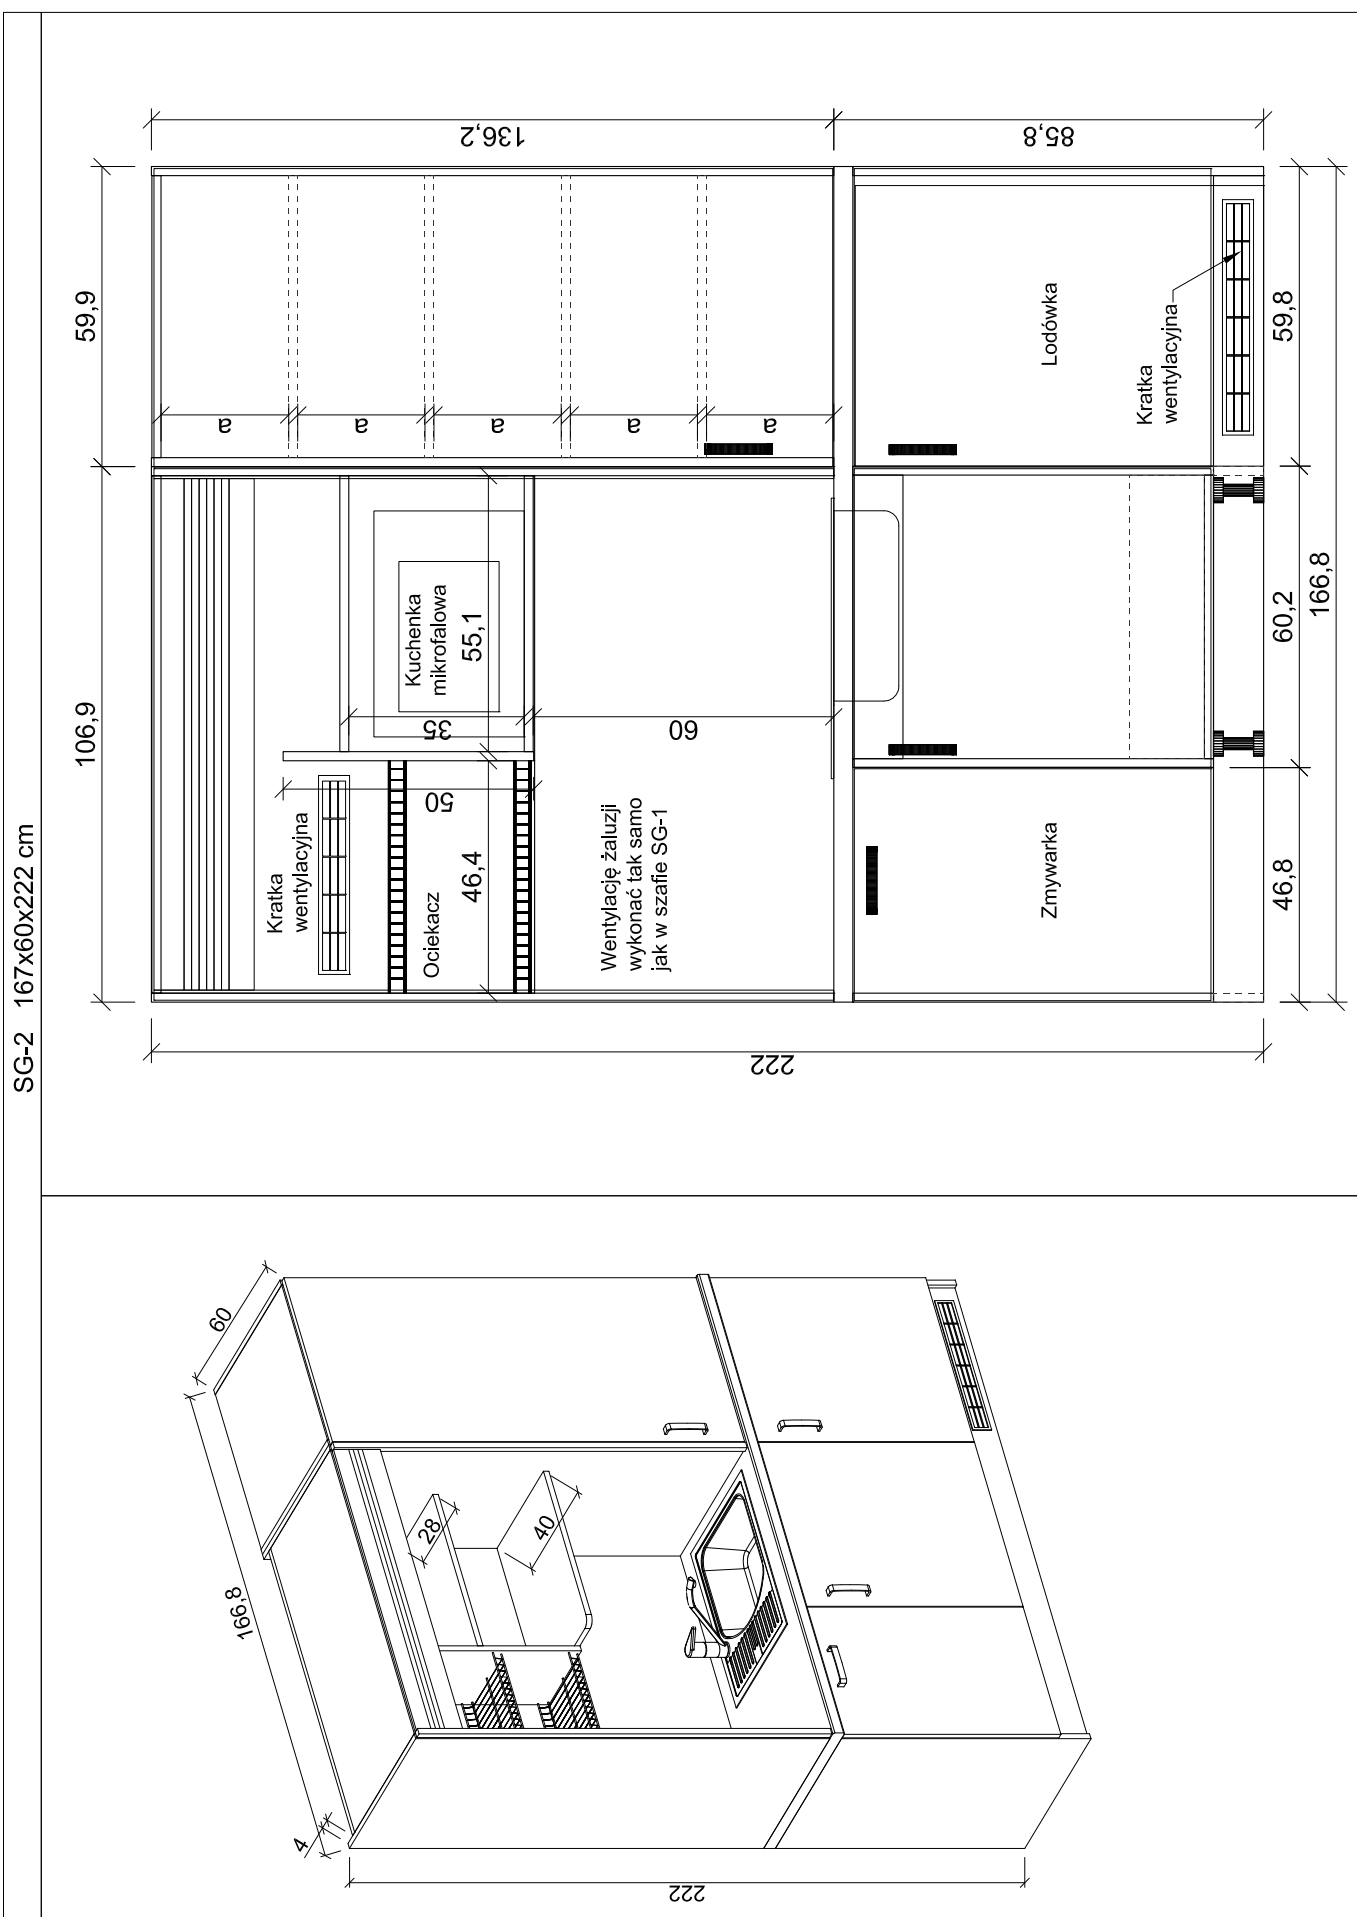 SG-2 167x60x222 cm
166,8
60
4
28
40
222
106,9
59,9
222
136,2
85,8
Kratka
wentylacyjna
Ociekacz
46,4
50
35
Kuchenka
mikrofalowa
55,1
60
a
a
a
a
a
Wentylację żaluzji
wykonać tak samo
jak w szafie SG-1
Zmywarka
Lodówka
Kratka
wentylacyjna
46,8
60,2
59,8
166,8